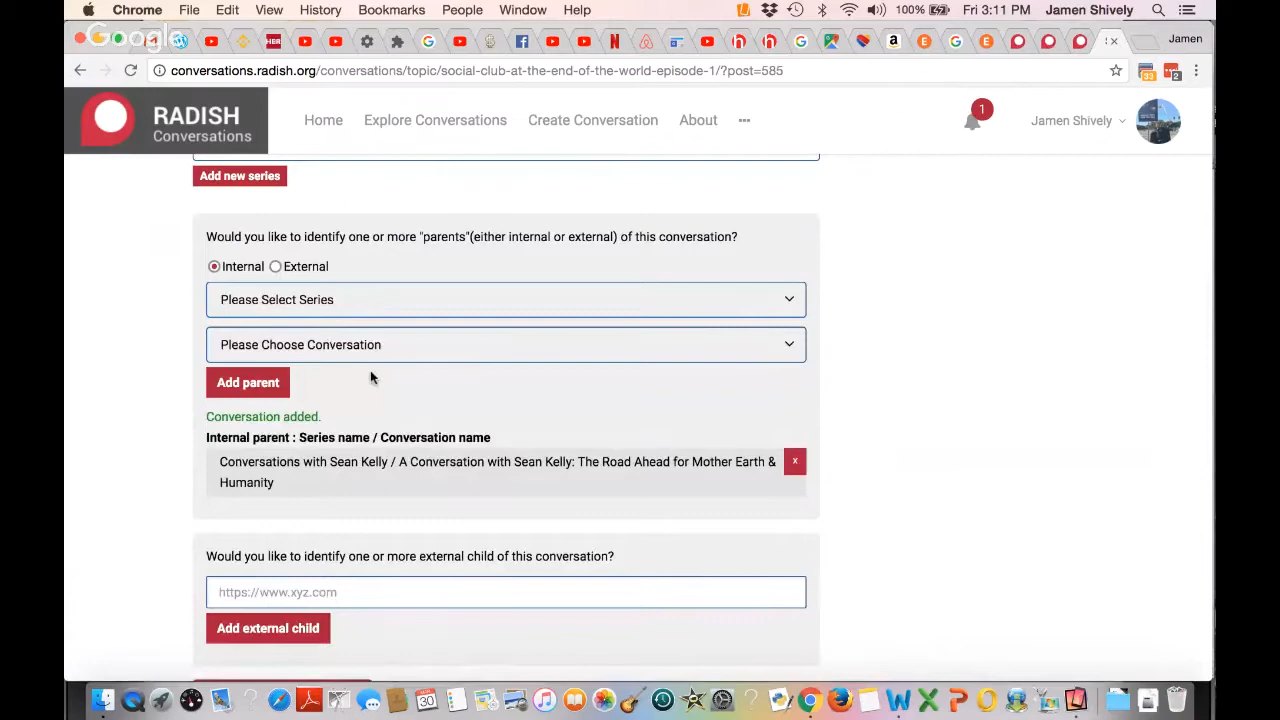 Chrome File Edit View History Bookmarks People Window Help 100% Fri 3:11 PM Jamen Shively
Google
HER
Jamen
conversations.radish.org/conversations/topic/social-club-at-the-end-of-the-world-episode-1/?post=585
33 2
RADISH
Conversations
Home Explore Conversations Create Conversation About ••• 1 Jamen Shively
Add new series
Would you like to identify one or more "parents"(either internal or external) of this conversation?
Internal External
Please Select Series
Please Choose Conversation
Add parent
Conversation added.
Internal parent : Series name / Conversation name
Conversations with Sean Kelly / A Conversation with Sean Kelly: The Road Ahead for Mother Earth & x
Humanity
Would you like to identify one or more external child of this conversation?
https://www.xyz.com
Add external child
30